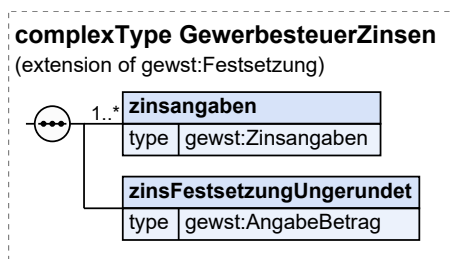 complexType GewerbesteuerZinsen
(extension of gewst:Festsetzung)
1..* zinsangaben
type gewst:Zinsangaben
zinsFestsetzungUngerundet
type gewst:AngabeBetrag